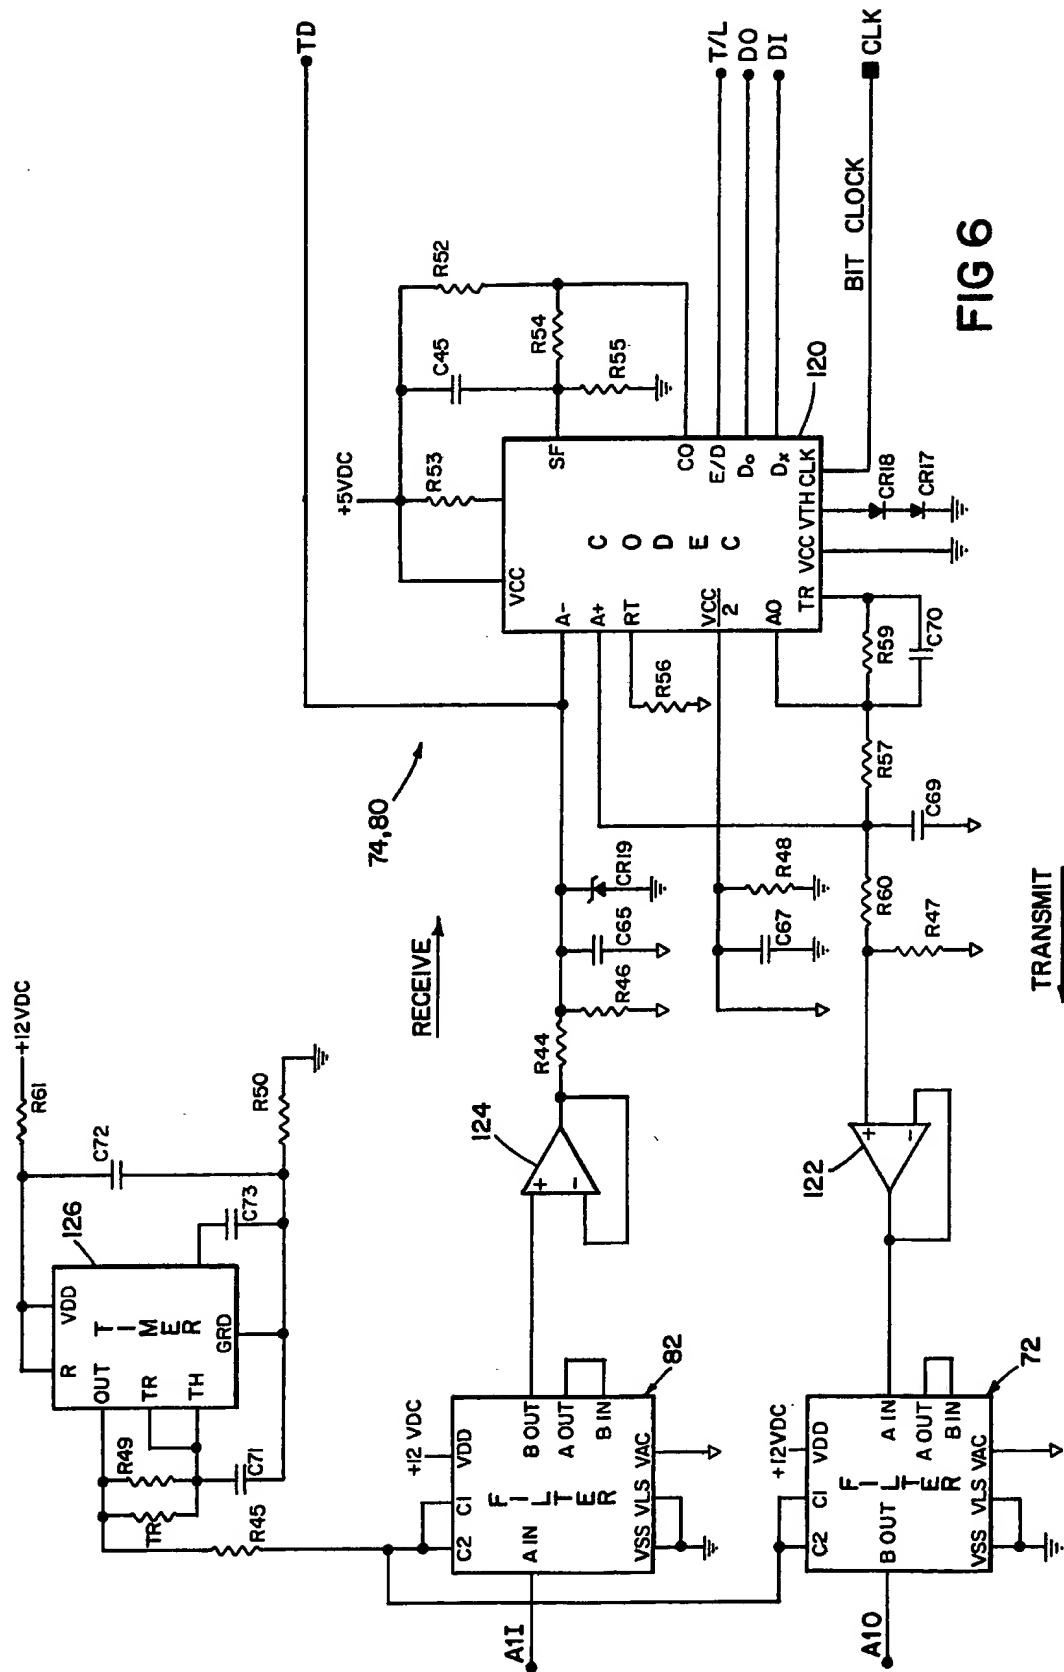 TD
+5VDC
R53
C45
R52
R54
R55
VCC
SF
CO
E/D
Do
Dx
T/L
DO
DI
BIT CLOCK
CLK
C O D E C
A-
A+
RT
VCC
2
AO
TR
VCC
VTH
CLK
120
CR18
CR17
R56
R59
C70
R57
C69
R60
R47
74,80
CR19
C65
R46
R44
R48
C67
RECEIVE
TRANSMIT
124
+
-
122
+
-
+12VDC
R61
C72
R50
C73
126
TIMER
R
VDD
OUT
TR
TH
GRD
R49
TR
C71
R45
82
+12 VDC
VDD
C1
C2
FILTER
B OUT
A OUT
B IN
A IN
VSS
VLS
VAC
A1I
72
+12VDC
VDD
C1
C2
FILTER
A IN
A OUT
B IN
B OUT
VSS
VLS
VAC
A1O
FIG 6